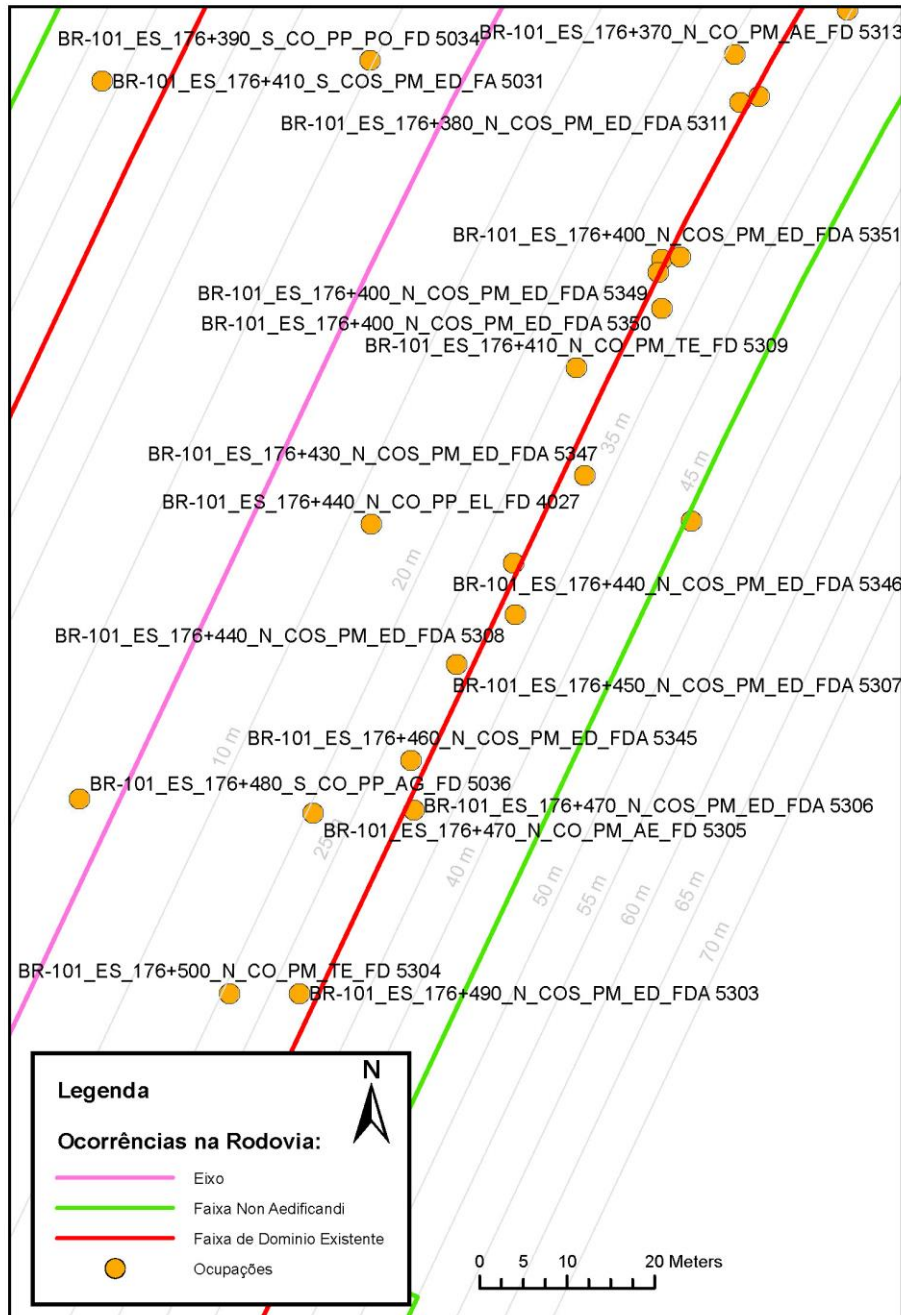 BR-101_ES_176+390_S_CO_PP_PO_FD 5034
BR-101_ES_176+370_N_CO_PM_AE_FD 5313
BR-101_ES_176+410_S_COS_PM_ED_FA 5031
BR-101_ES_176+380_N_COS_PM_ED_FDA 5311
BR-101_ES_176+400_N_COS_PM_ED_FDA 5351
BR-101_ES_176+400_N_COS_PM_ED_FDA 5349
BR-101_ES_176+400_N_COS_PM_ED_FDA 5350
BR-101_ES_176+410_N_CO_PM_TE_FD 5309
35 m
BR-101_ES_176+430_N_COS_PM_ED_FDA 5347
45 m
BR-101_ES_176+440_N_CO_PP_EL_FD 4027
20 m
BR-101_ES_176+440_N_COS_PM_ED_FDA 5346
BR-101_ES_176+440_N_COS_PM_ED_FDA 5308
BR-101_ES_176+450_N_COS_PM_ED_FDA 5307
10 m
BR-101_ES_176+460_N_COS_PM_ED_FDA 5345
BR-101_ES_176+480_S_CO_PP_AG_FD 5036
BR-101_ES_176+470_N_COS_PM_ED_FDA 5306
BR-101_ES_176+470_N_CO_PM_AE_FD 5305
25 m
40 m
50 m
55 m
60 m
65 m
70 m
BR-101_ES_176+500_N_CO_PM_TE_FD 5304
BR-101_ES_176+490_N_COS_PM_ED_FDA 5303
N
Legenda
Ocorrências na Rodovia:
Eixo
Faixa Non Aedificandi
Faixa de Dominio Existente
Ocupações
0 5 10 20 Meters